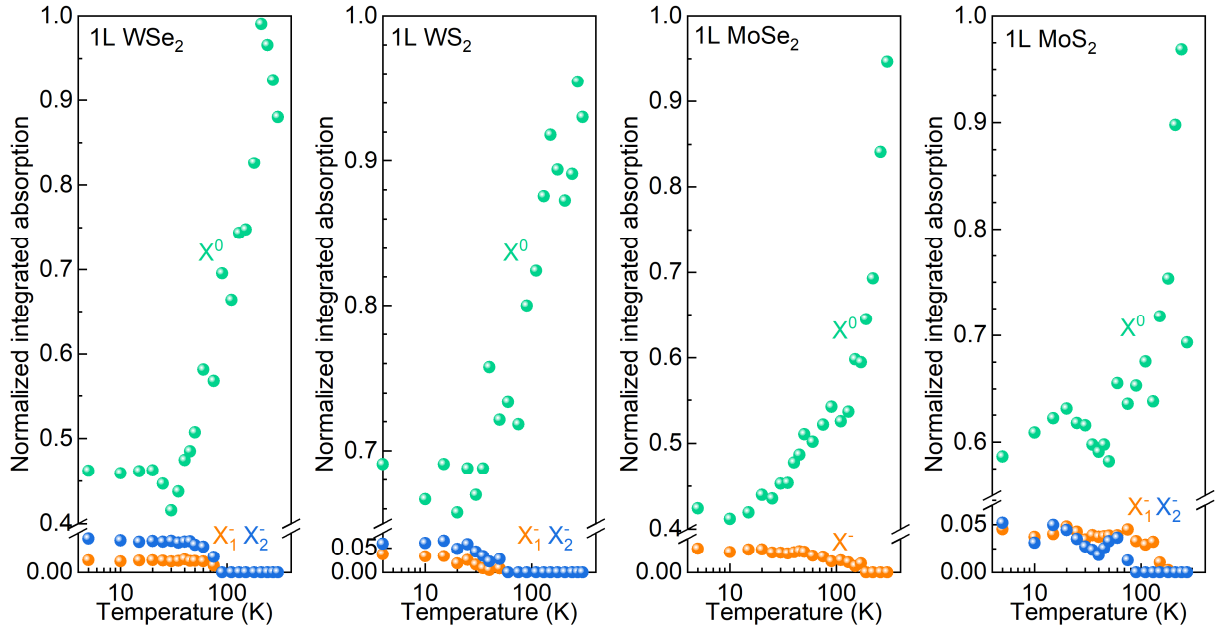 1L WSe₂
Normalized integrated absorption
1.0
0.9
0.8
0.7
0.6
0.5
0.4
0.00
X⁰
X₁⁻ X₂⁻
10
100
Temperature (K)
1L WS₂
Normalized integrated absorption
1.0
0.9
0.8
0.7
0.05
0.00
X⁰
X₁⁻ X₂⁻
10
100
Temperature (K)
1L MoSe₂
Normalized integrated absorption
1.0
0.9
0.8
0.7
0.6
0.5
0.4
0.00
X⁰
X⁻
10
100
Temperature (K)
1L MoS₂
Normalized integrated absorption
1.0
0.9
0.8
0.7
0.6
0.05
0.00
X⁰
X₁⁻ X₂⁻
10
100
Temperature (K)